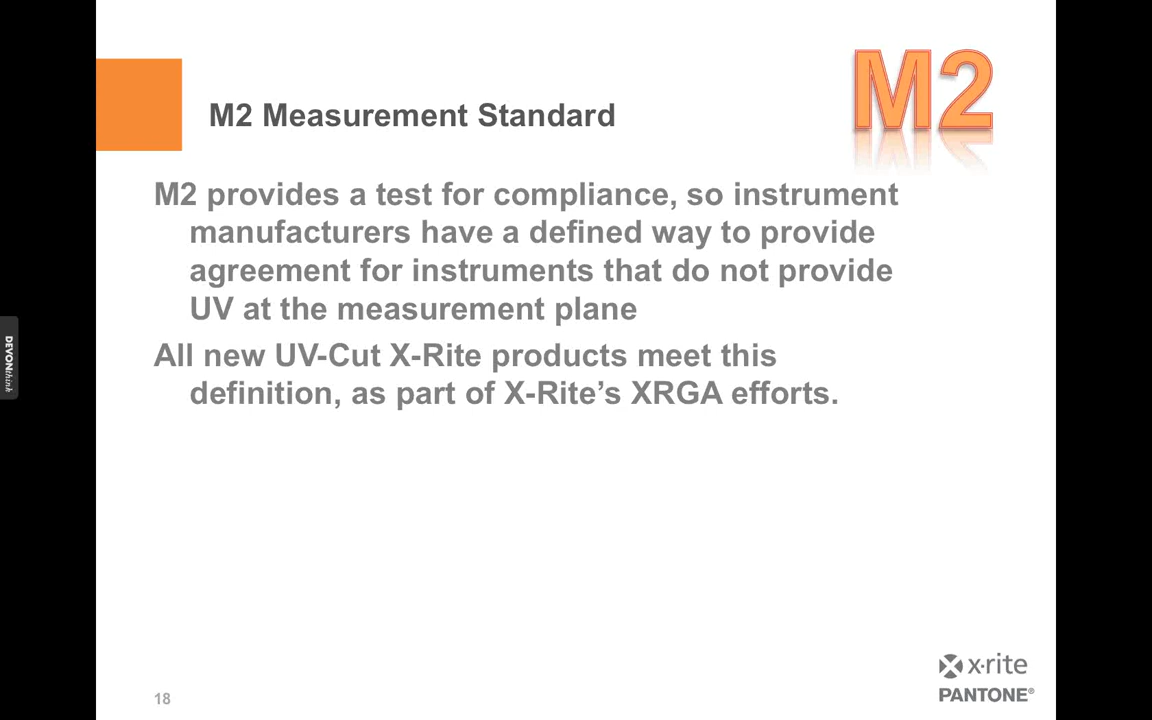 M2
M2 Measurement Standard
M2 provides a test for compliance, so instrument
manufacturers have a defined way to provide
agreement for instruments that do not provide
UV at the measurement plane
All new UV-Cut X-Rite products meet this
definition, as part of X-Rite’s XRGA efforts.
DEVONthink
x·rite
PANTONE®
18